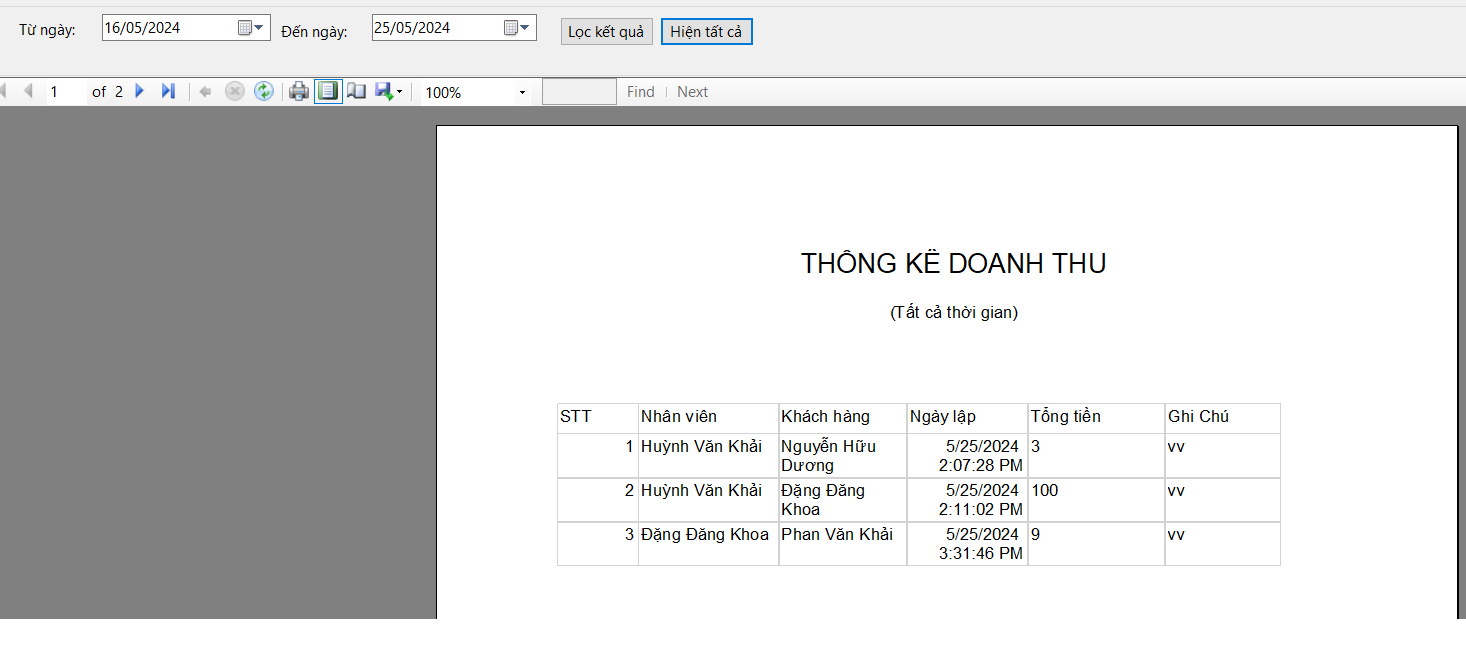 Từ ngày: 16/05/2024 Đến ngày: 25/05/2024 Lọc kết quả Hiện tất cả
1 of 2 100% Find Next
THỐNG KÊ DOANH THU
(Tất cả thời gian)
STT Nhân viên Khách hàng Ngày lập Tổng tiền Ghi Chú
1 Huỳnh Văn Khải Nguyễn Hữu 5/25/2024 3 vv
Dương 2:07:28 PM
2 Huỳnh Văn Khải Đặng Đăng 5/25/2024 100 vv
Khoa 2:11:02 PM
3 Đặng Đăng Khoa Phan Văn Khải 5/25/2024 9 vv
3:31:46 PM